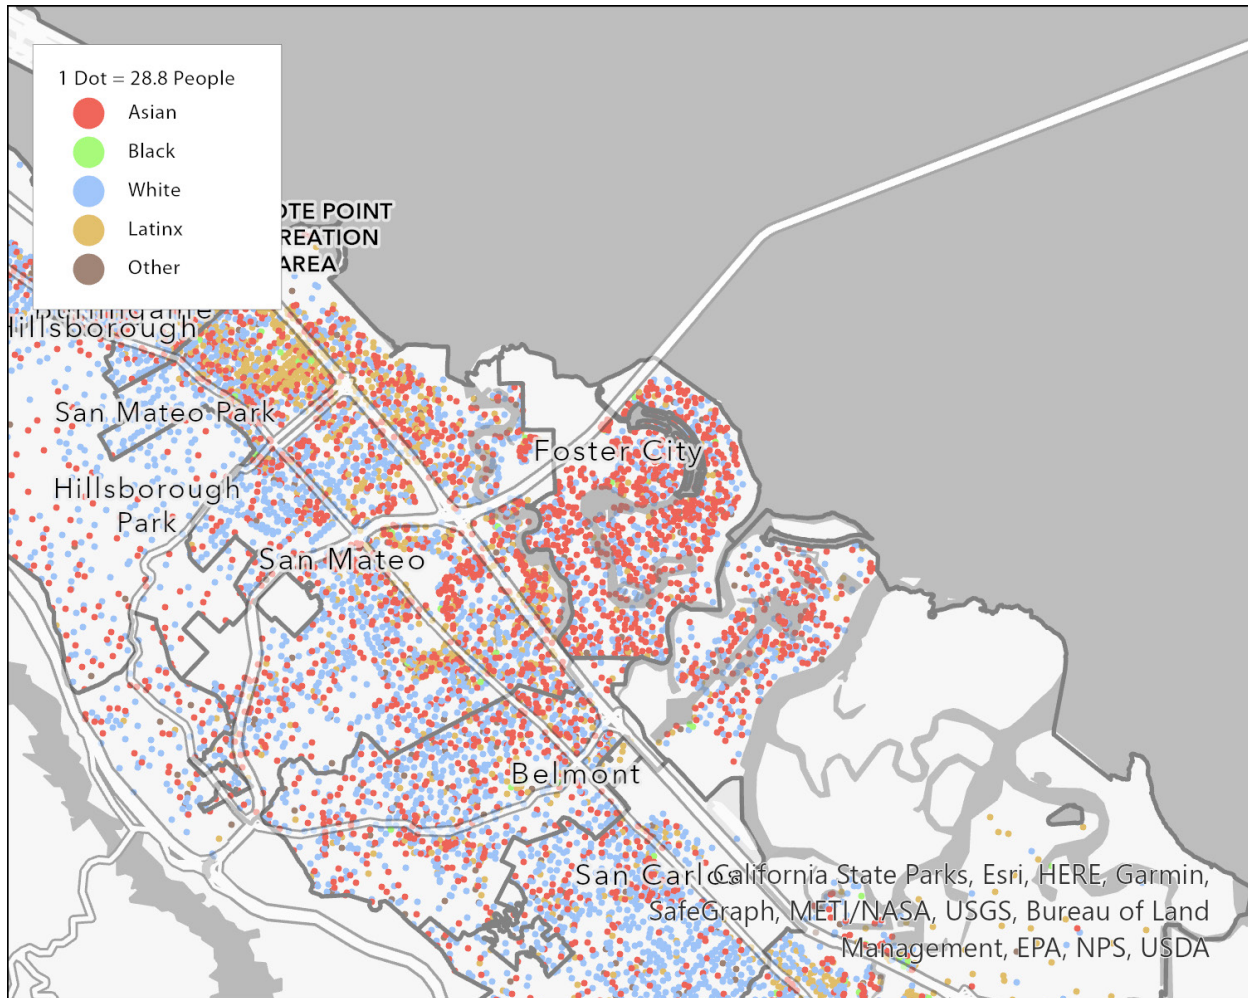 1 Dot = 28.8 People
Asian
Black
White
Latinx
Other
OTE POINT
REATION
AREA
Burlingame
Hillsborough
San Mateo Park
Foster City
Hillsborough
Park
San Mateo
Belmont
San Carlos
California State Parks, Esri, HERE, Garmin,
SafeGraph, METI/NASA, USGS, Bureau of Land
Management, EPA, NPS, USDA